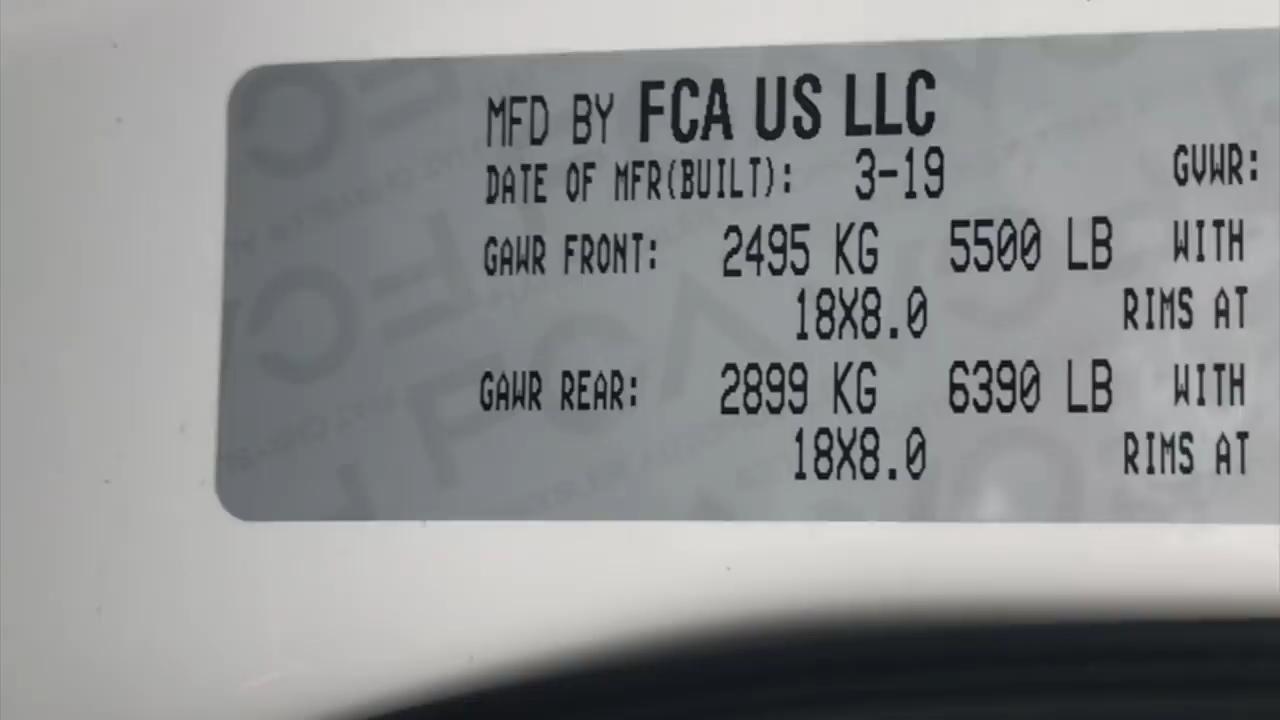 MFD BY FCA US LLC
DATE OF MFR(BUILT): 3-19 GVWR:
GAWR FRONT: 2495 KG 5500 LB WITH
18X8.0 RIMS AT
GAWR REAR: 2899 KG 6390 LB WITH
18X8.0 RIMS AT